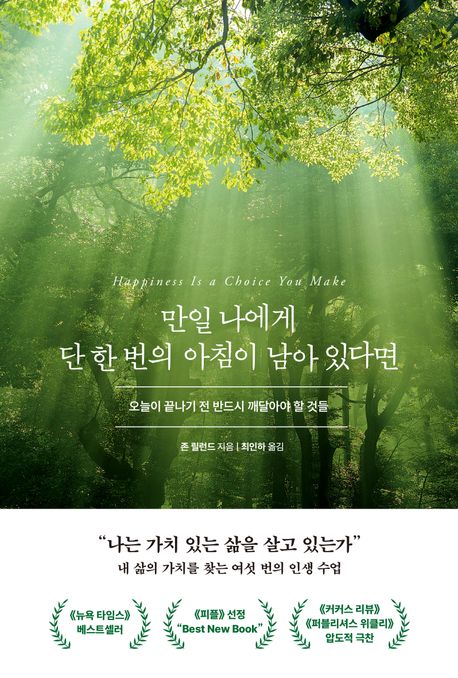 Happiness Is a Choice You Make
만일 나에게
단 한 번의 아침이 남아 있다면
오늘이 끝나기 전 반드시 깨달아야 할 것들
존 릴런드 지음 | 최인하 옮김
“나는 가치 있는 삶을 살고 있는가”
내 삶의 가치를 찾는 여섯 번의 인생 수업
《뉴욕 타임스》
베스트셀러
《피플》 선정
“Best New Book”
《커커스 리뷰》
《퍼블리셔스 위클리》
압도적 극찬